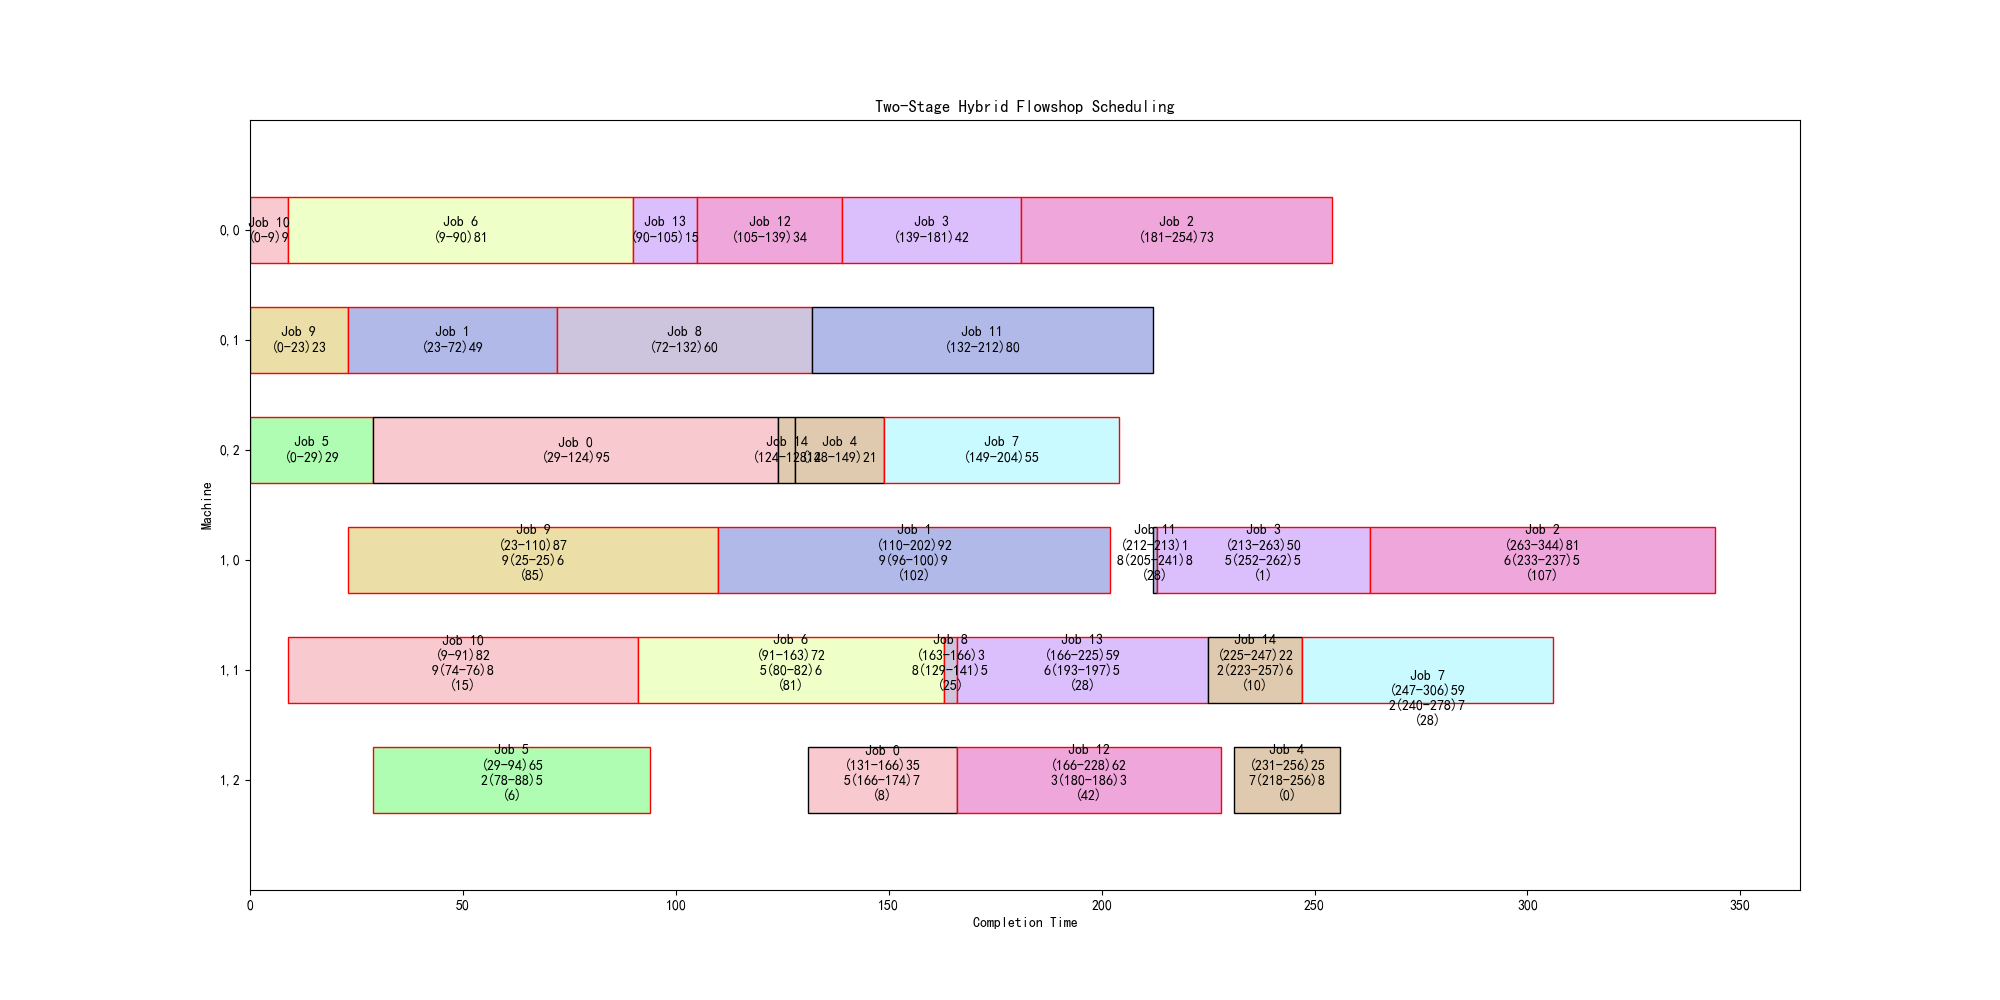 Two-Stage Hybrid Flowshop Scheduling
0,0
Job 10
(0-9)9
Job 6
(9-90)81
Job 13
(90-105)15
Job 12
(105-139)34
Job 3
(139-181)42
Job 2
(181-254)73
0,1
Job 9
(0-23)23
Job 1
(23-72)49
Job 8
(72-132)60
Job 11
(132-212)80
0,2
Job 5
(0-29)29
Job 0
(29-124)95
Job 14
(124-128)4
Job 4
(128-149)21
Job 7
(149-204)55
Machine
1,0
Job 9
(23-110)87
9(25-25)6
(85)
Job 1
(110-202)92
9(96-100)9
(102)
Job 11
(212-213)1
8(205-241)8
(28)
Job 3
(213-263)50
5(252-262)5
(1)
Job 2
(263-344)81
6(233-237)5
(107)
1,1
Job 10
(9-91)82
9(74-76)8
(15)
Job 6
(91-163)72
5(80-82)6
(81)
Job 8
(163-166)3
8(129-141)5
(25)
Job 13
(166-225)59
6(193-197)5
(28)
Job 14
(225-247)22
2(223-257)6
(10)
Job 7
(247-306)59
2(240-278)7
(28)
1,2
Job 5
(29-94)65
2(78-88)5
(6)
Job 0
(131-166)35
5(166-174)7
(8)
Job 12
(166-228)62
3(180-186)3
(42)
Job 4
(231-256)25
7(218-256)8
(0)
0
50
100
150
200
250
300
350
Completion Time